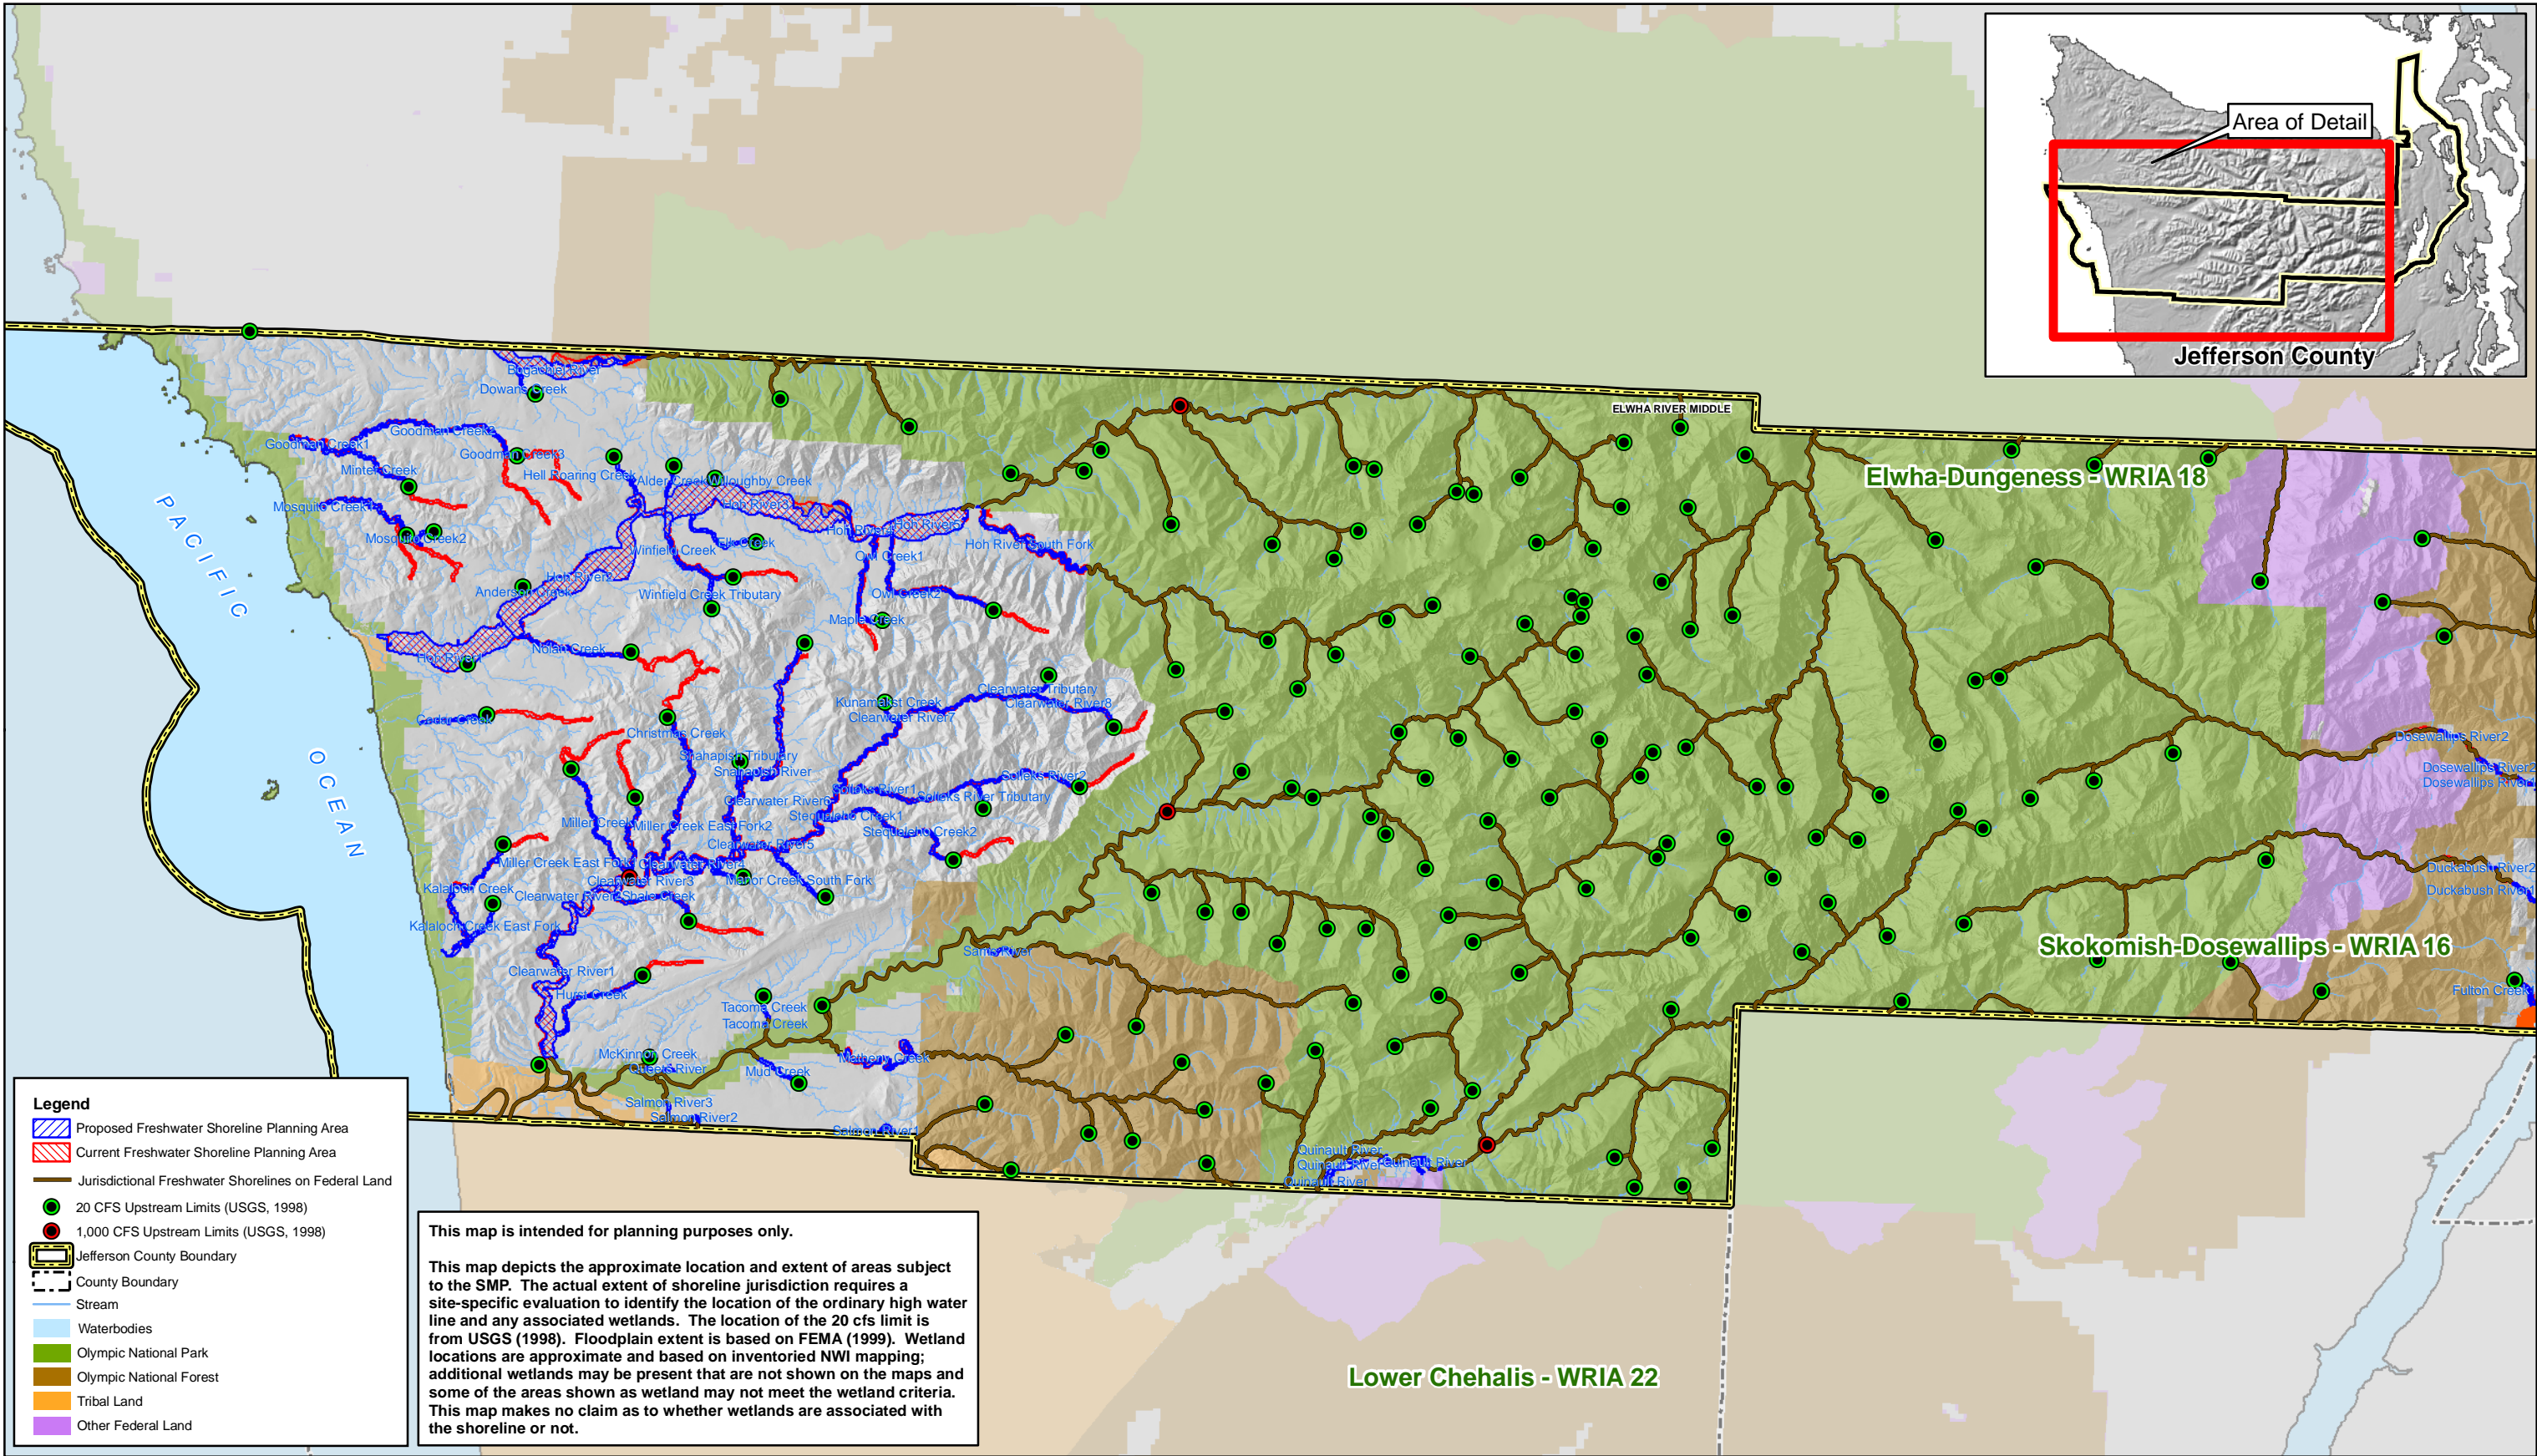 Area of Detail
Jefferson County
ELWHA RIVER MIDDLE
Elwha-Dungeness - WRIA 18
Skokomish-Dosewallips - WRIA 16
Lower Chehalis - WRIA 22
PACIFIC
OCEAN
Bogachiel River
Dowans Creek
Goodman Creek1
Goodman Creek2
Goodman Creek3
Minter Creek
Hell Roaring Creek
Alder Creek
Willoughby Creek
Mosquito Creek1
Mosquito Creek2
Hoh River3
Hoh River4
Hoh River5
Hoh River South Fork
Winfield Creek
Elk Creek
Owl Creek1
Hoh River2
Anderson Creek
Winfield Creek Tributary
Owl Creek2
Maple Creek
Hoh River1
Nolan Creek
Cedar Creek
Kunamakst Creek
Clearwater Tributary
Clearwater River8
Clearwater River7
Christmas Creek
Shahapish Tributary
Snahapish River
Solleks River2
Solleks River1
Solleks River Tributary
Clearwater River6
Stequaleho Creek1
Stequaleho Creek2
Miller Creek
Miller Creek East Fork2
Clearwater River5
Miller Creek East Fork1
Clearwater River4
Clearwater River3
Manor Creek South Fork
Clearwater River2
Shale Creek
Kalaloch Creek
Kalaloch Creek East Fork
Clearwater River1
Hurst Creek
Sams River
Tacoma Creek
Tacoma Creek
McKinnon Creek
Queets River
Mud Creek
Matheny Creek
Salmon River3
Salmon River2
Salmon River1
Quinault River
Quinault River
Quinault River
Quinault River
Dosewallips River2
Dosewallips River2
Dosewallips River1
Duckabush River2
Duckabush River1
Fulton Creek1
Legend
Proposed Freshwater Shoreline Planning Area
Current Freshwater Shoreline Planning Area
Jurisdictional Freshwater Shorelines on Federal Land
20 CFS Upstream Limits (USGS, 1998)
1,000 CFS Upstream Limits (USGS, 1998)
Jefferson County Boundary
County Boundary
Stream
Waterbodies
Olympic National Park
Olympic National Forest
Tribal Land
Other Federal Land
This map is intended for planning purposes only.
This map depicts the approximate location and extent of areas subject
to the SMP. The actual extent of shoreline jurisdiction requires a
site-specific evaluation to identify the location of the ordinary high water
line and any associated wetlands. The location of the 20 cfs limit is
from USGS (1998). Floodplain extent is based on FEMA (1999). Wetland
locations are approximate and based on inventoried NWI mapping;
additional wetlands may be present that are not shown on the maps and
some of the areas shown as wetland may not meet the wetland criteria.
This map makes no claim as to whether wetlands are associated with
the shoreline or not.